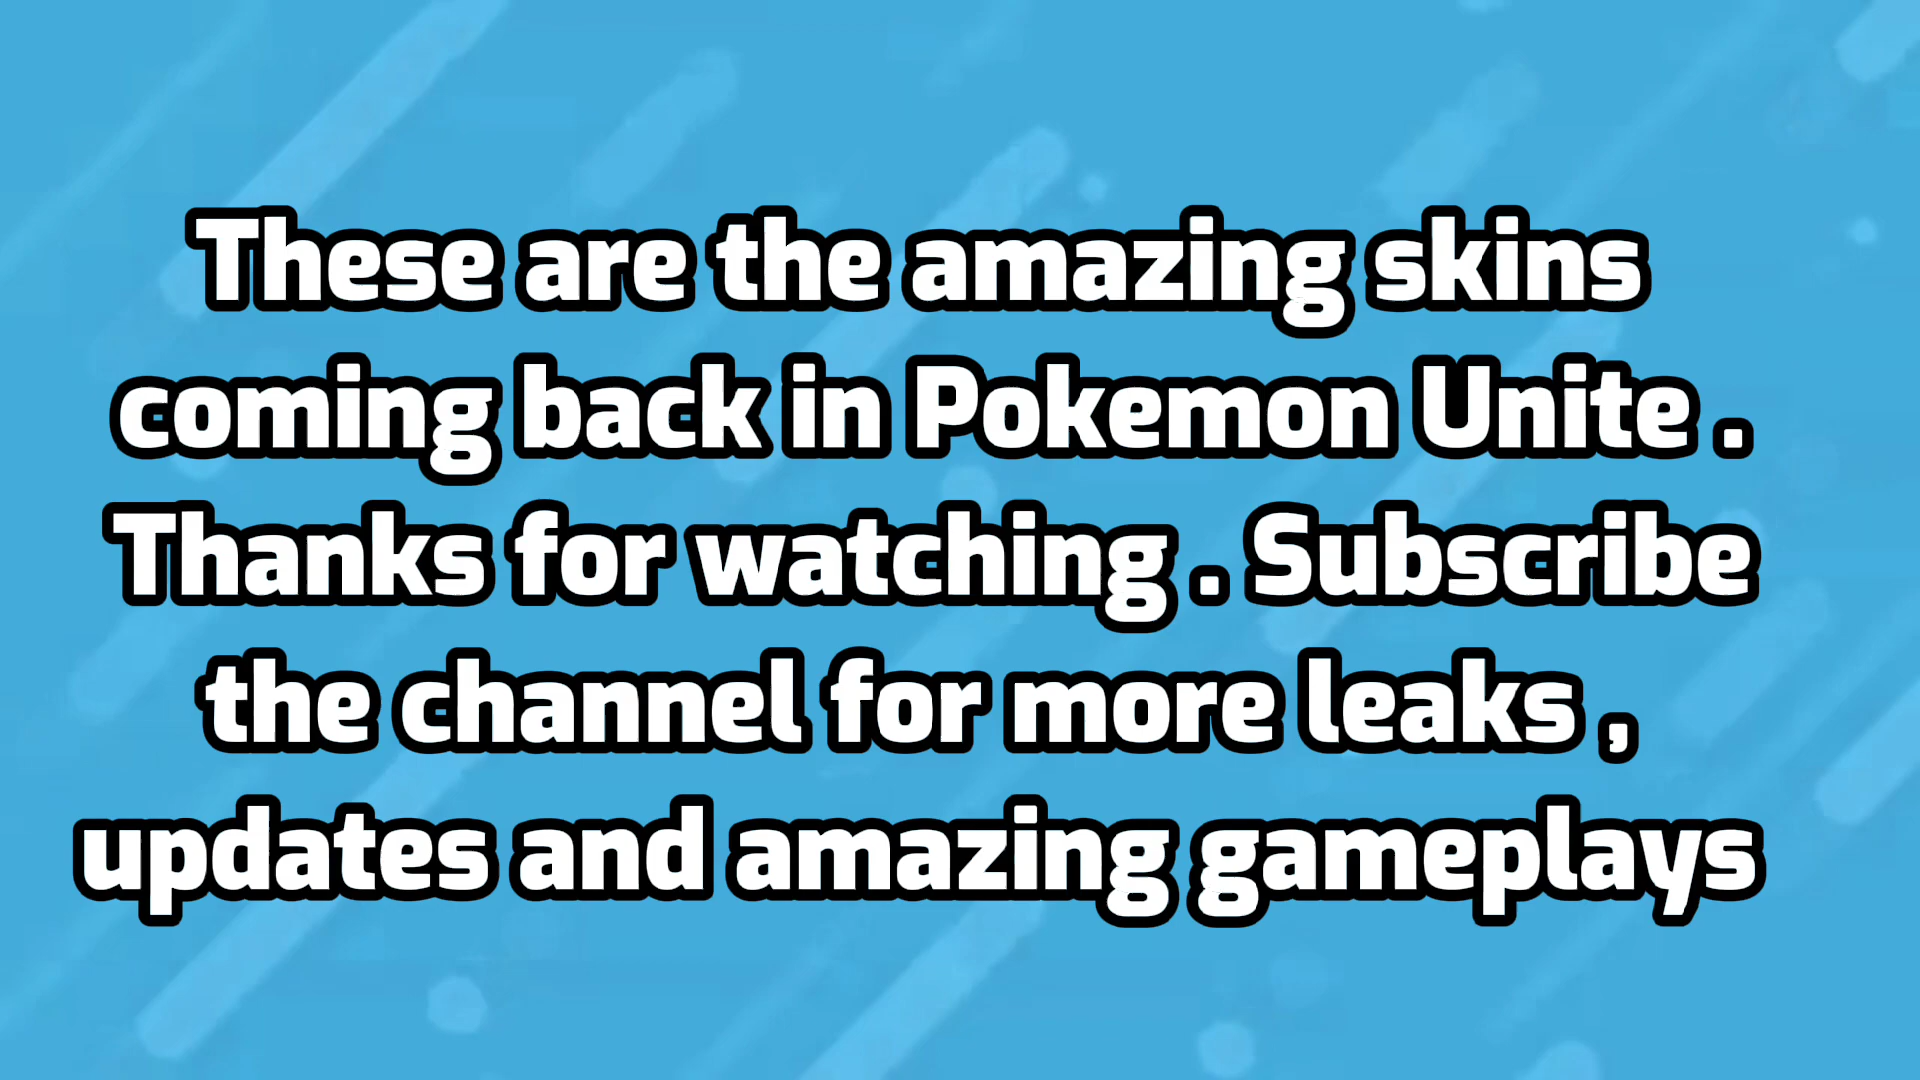 These are the amazing skins
coming back in Pokemon Unite .
Thanks for watching . Subscribe
the channel for more leaks ,
updates and amazing gameplays